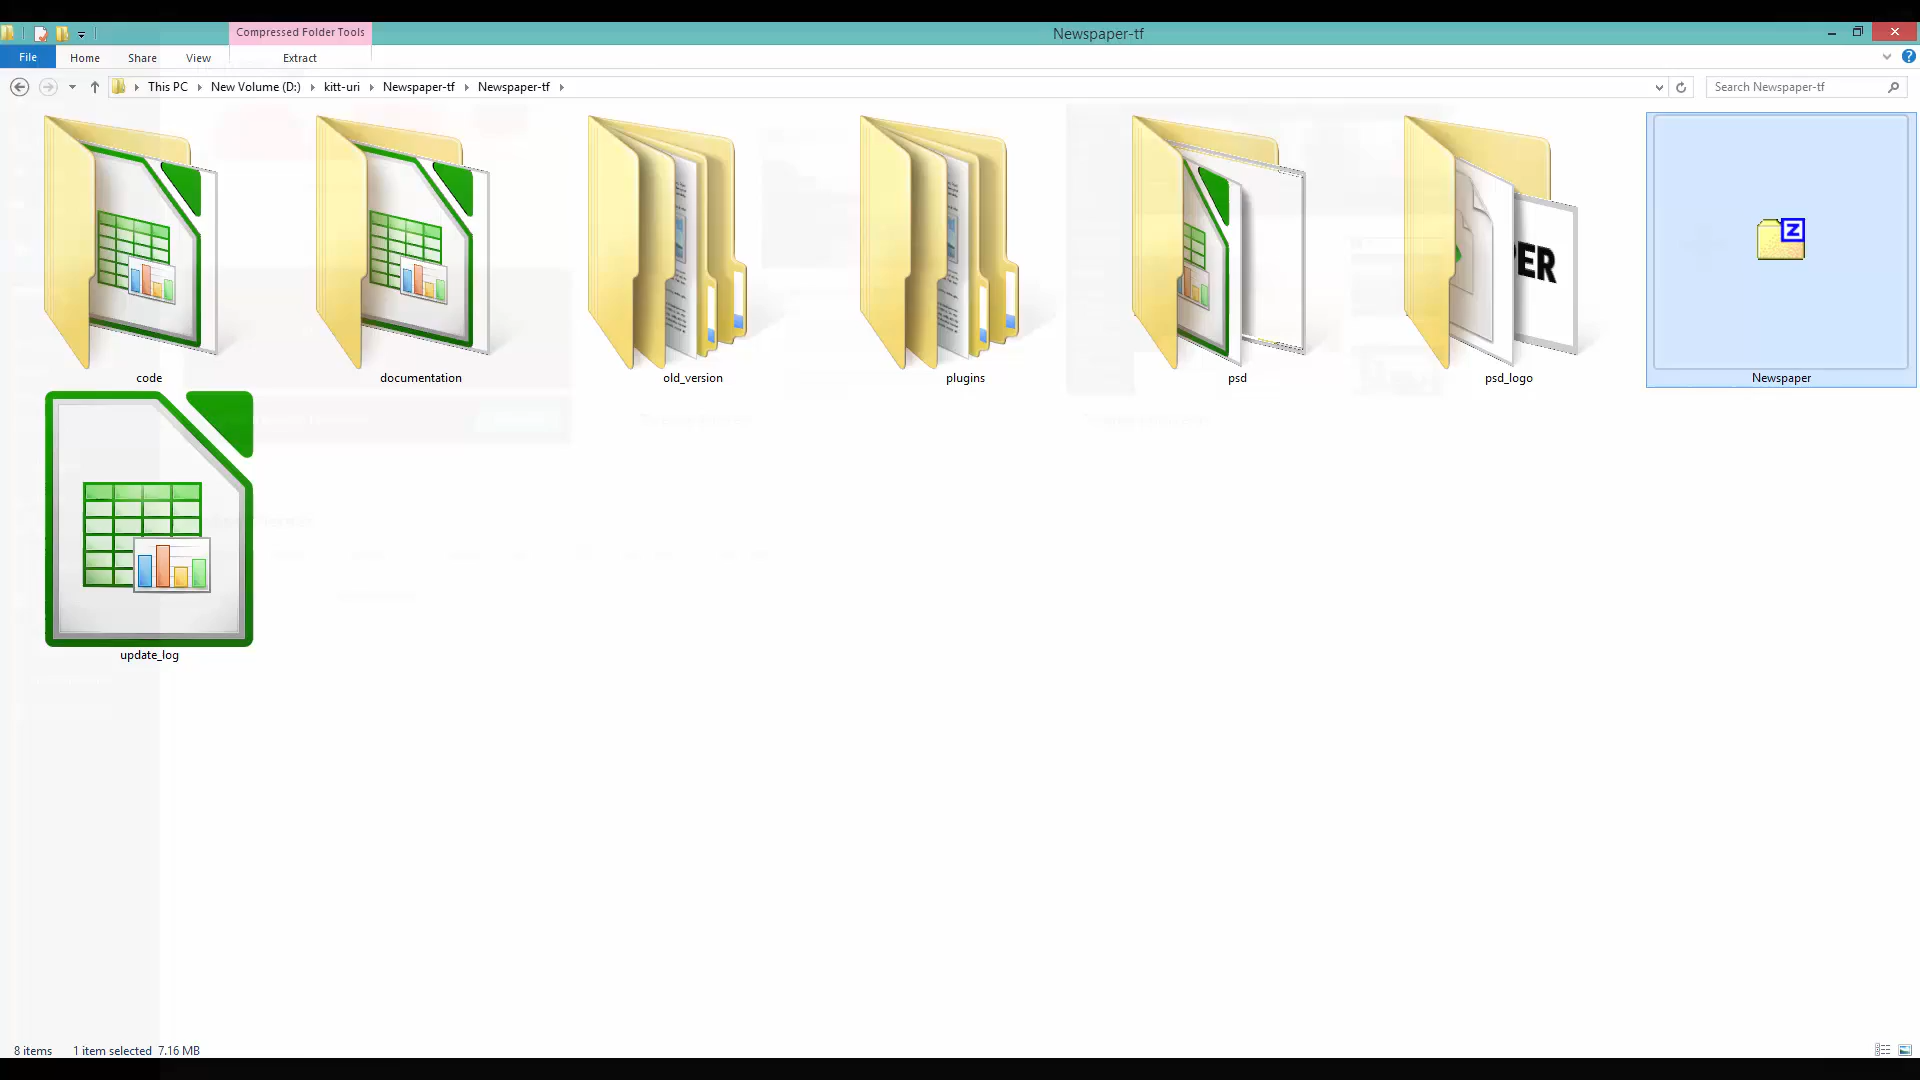 Compressed Folder Tools
Newspaper-tf
File
Home
Share
View
Extract
This PC
New Volume (D:)
kitt-uri
Newspaper-tf
Newspaper-tf
Search Newspaper-tf
PER
Z
code
documentation
old_version
plugins
psd
psd_logo
Newspaper
update_log
8 items
1 item selected 7.16 MB